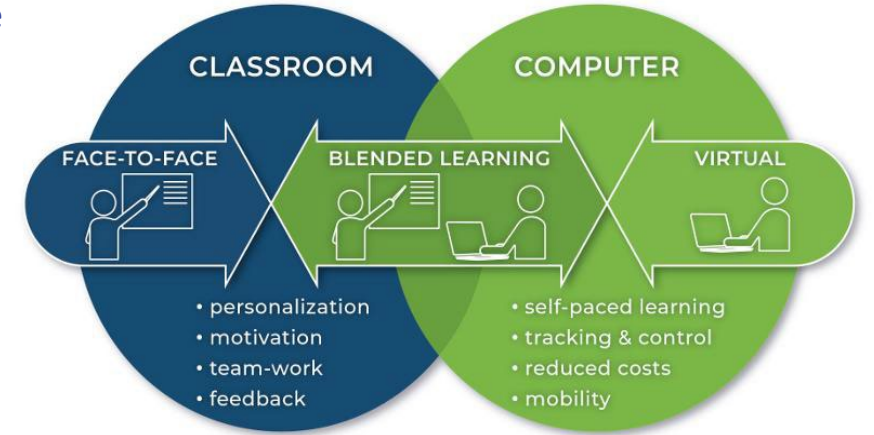 CLASSROOM
COMPUTER
FACE-TO-FACE
BLENDED LEARNING
VIRTUAL
• personalization
• motivation
• team-work
• feedback
• self-paced learning
• tracking & control
• reduced costs
• mobility